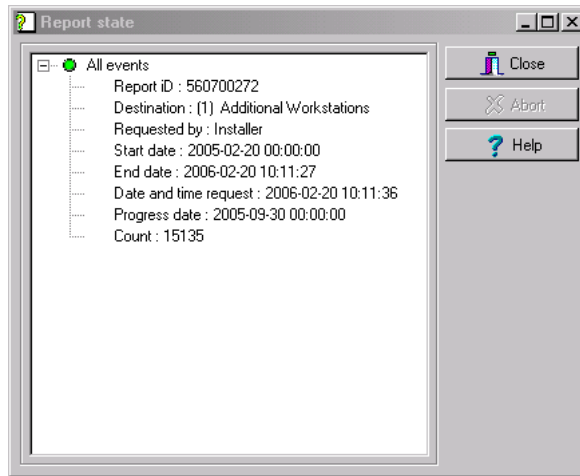 Report state
All events
Report iD : 560700272
Destination : (1) Additional Workstations
Requested by : Installer
Start date : 2005-02-20 00:00:00
End date : 2006-02-20 10:11:27
Date and time request : 2006-02-20 10:11:36
Progress date : 2005-09-30 00:00:00
Count : 15135
Close
Abort
Help